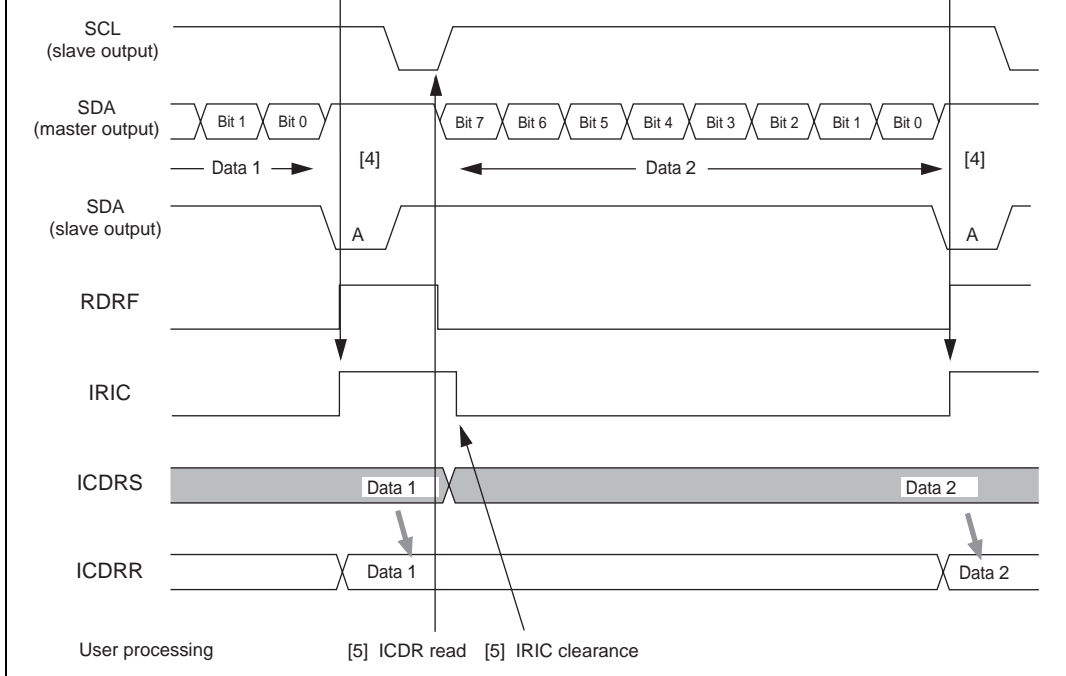 SCL
(slave output)
SDA
(master output)
Bit 1 Bit 0 Bit 7 Bit 6 Bit 5 Bit 4 Bit 3 Bit 2 Bit 1 Bit 0
Data 1 [4] Data 2 [4]
SDA
(slave output)
A A
RDRF
IRIC
ICDRS Data 1 Data 2
ICDRR Data 1 Data 2
User processing [5] ICDR read [5] IRIC clearance